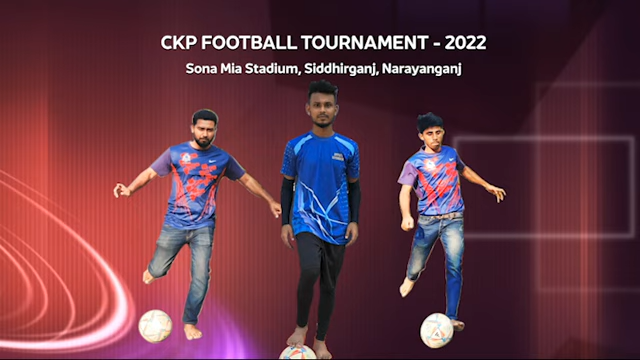 CKP FOOTBALL TOURNAMENT - 2022
Sona Mia Stadium, Siddhirganj, Narayanganj